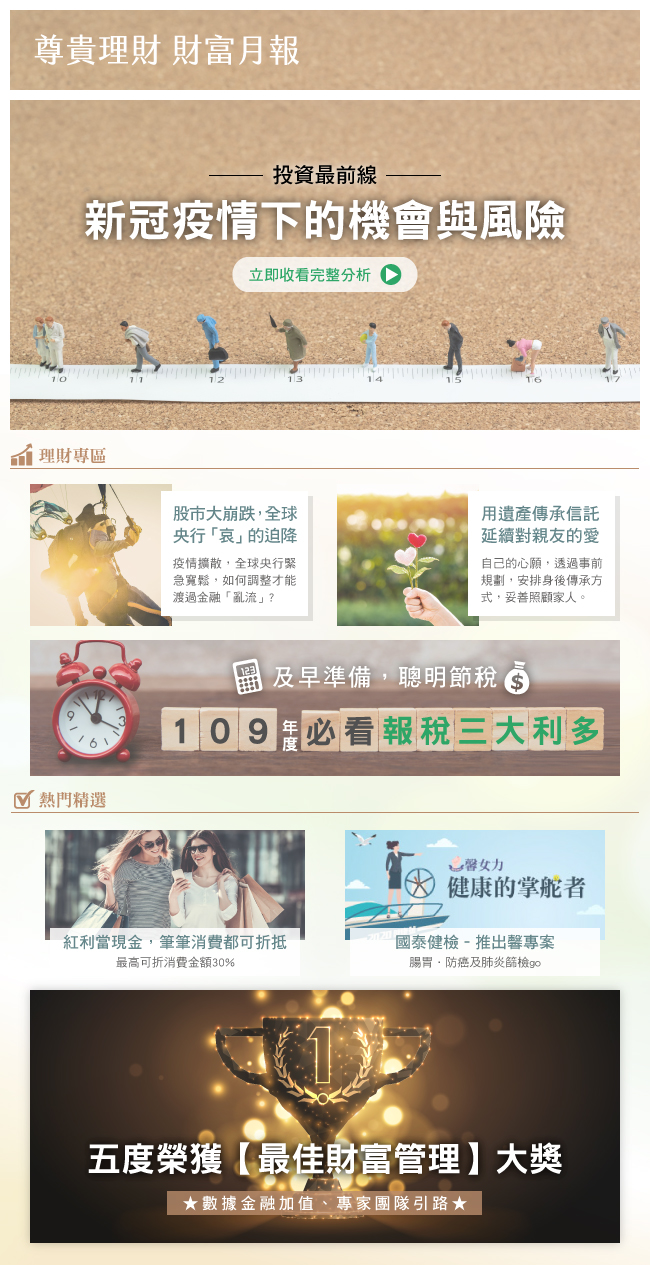 尊貴理財 財富月報
投資最前線
新冠疫情下的機會與風險
立即收看完整分析
10 11 12 13 14 15 16 17
理財專區
股市大崩跌，全球
央行「哀」的追降
疫情擴散，全球央行緊
急寬鬆，如何調整才能
渡過金融「亂流」?
用遺產傳承信託
延續對親友的愛
自己的心願，透過事前
規劃，安排身後傳承方
式，妥善照顧家人。
123
$
及早準備，聰明節稅
12 3 6 9
109年度必看報稅三大利多
熱門精選
紅利當現金，筆筆消費都可折抵
最高可折消費金額30%
馨女力
健康的掌舵者
國泰健檢 - 推出馨專案
腸胃．防癌及肺炎篩檢go
1
五度榮獲【最佳財富管理】大獎
★數據金融加值、專家團隊引路★